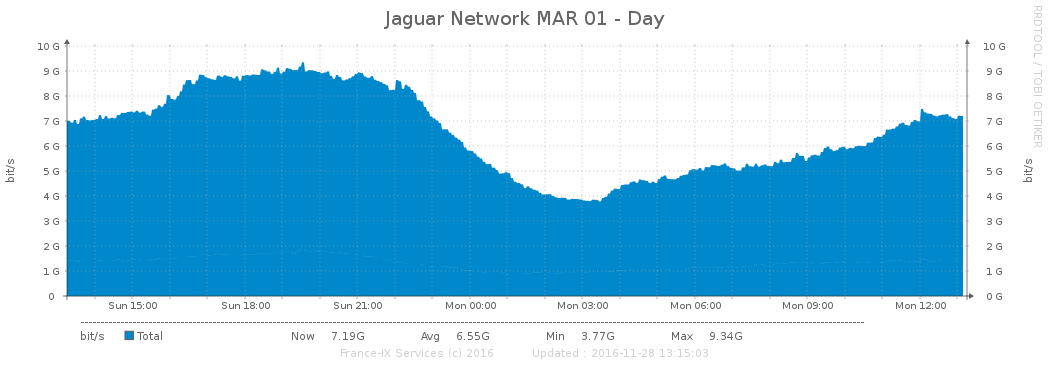 Jaguar Network MAR 01 - Day
RRDTOOL / TOBI OETIKER
bit/s
10 G
9 G
8 G
7 G
6 G
5 G
4 G
3 G
2 G
1 G
0
10 G
9 G
8 G
7 G
6 G
5 G
4 G
3 G
2 G
1 G
0 G
bit/s
Sun 15:00 Sun 18:00 Sun 21:00 Mon 00:00 Mon 03:00 Mon 06:00 Mon 09:00 Mon 12:00
bit/s Total Now 7.19G Avg 6.55G Min 3.77G Max 9.34G
France-IX Services (c) 2016 Updated : 2016-11-28 13:15:03